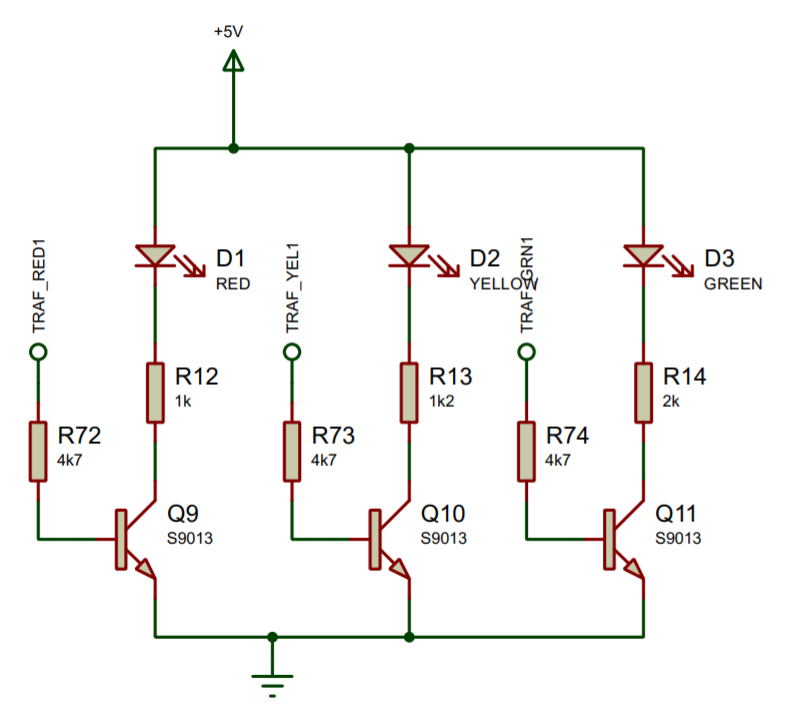 +5V
TRAF_RED1
D1
RED
TRAF_YEL1
D2
YELLOW
TRAF_GRN1
D3
GREEN
R12
1k
R13
1k2
R14
2k
R72
4k7
R73
4k7
R74
4k7
Q9
S9013
Q10
S9013
Q11
S9013